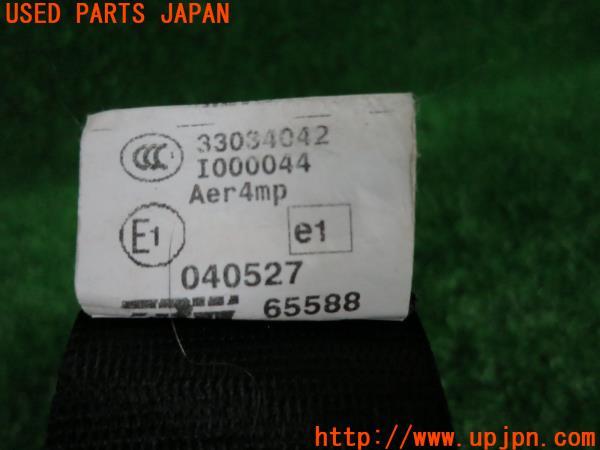 USED PARTS JAPAN
CCC 33034042
I000044
Aer4mp
E1 e1
040527
65588
http://www.upjpn.com/